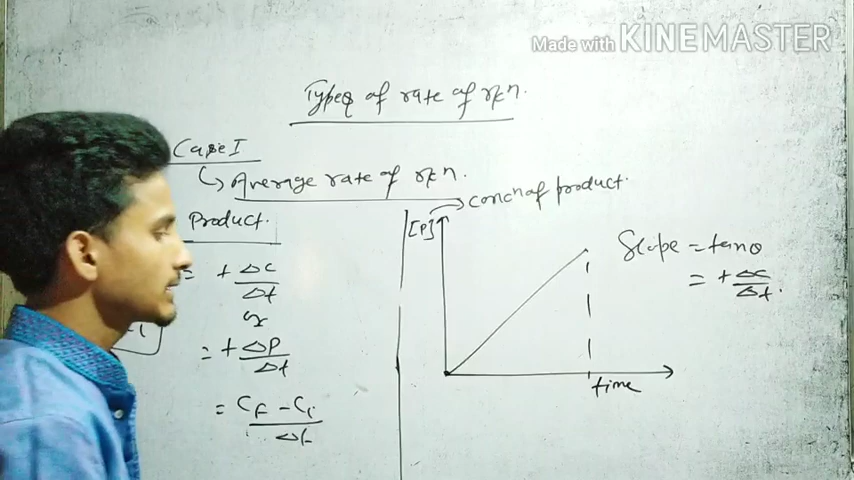 Made with KINEMASTER
Types of rate of rxn.
Case I
↳ Average rate of rxn.
Product.
= + ΔC/Δt
or
= + ΔP/Δt
= CF - Ci/Δt
[P] → concn of product.
time
Slope = tanθ
= + ΔC/Δt.